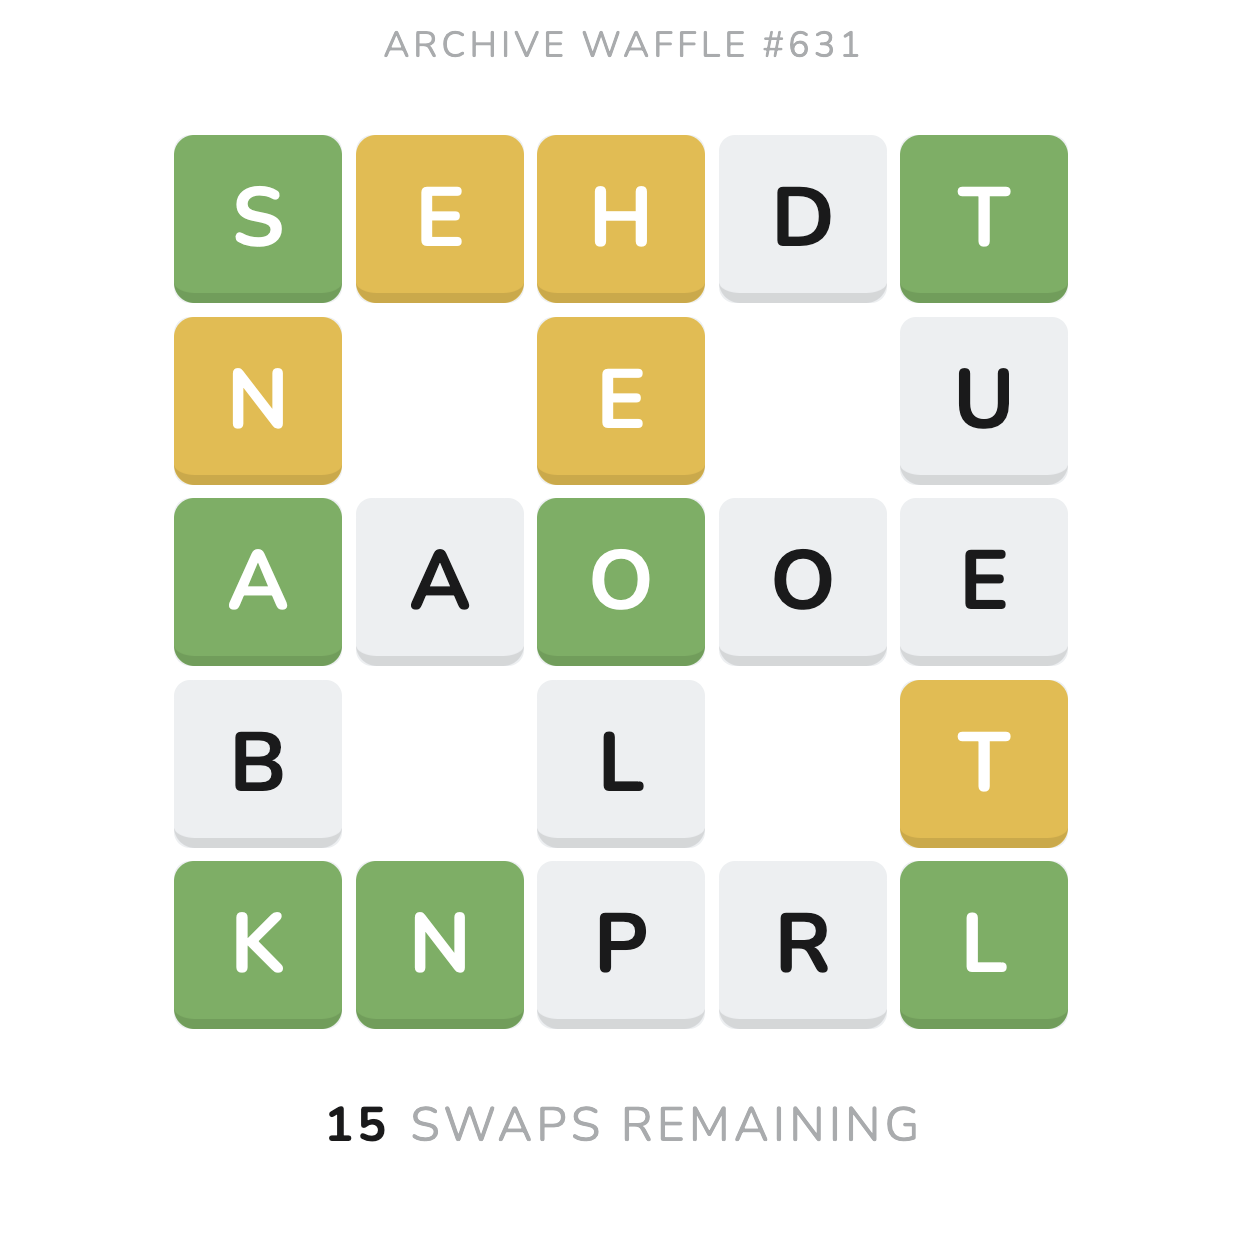 ARCHIVE WAFFLE #631
S E H D T
N E U
A A O O E
B L T
K N P R L
15 SWAPS REMAINING